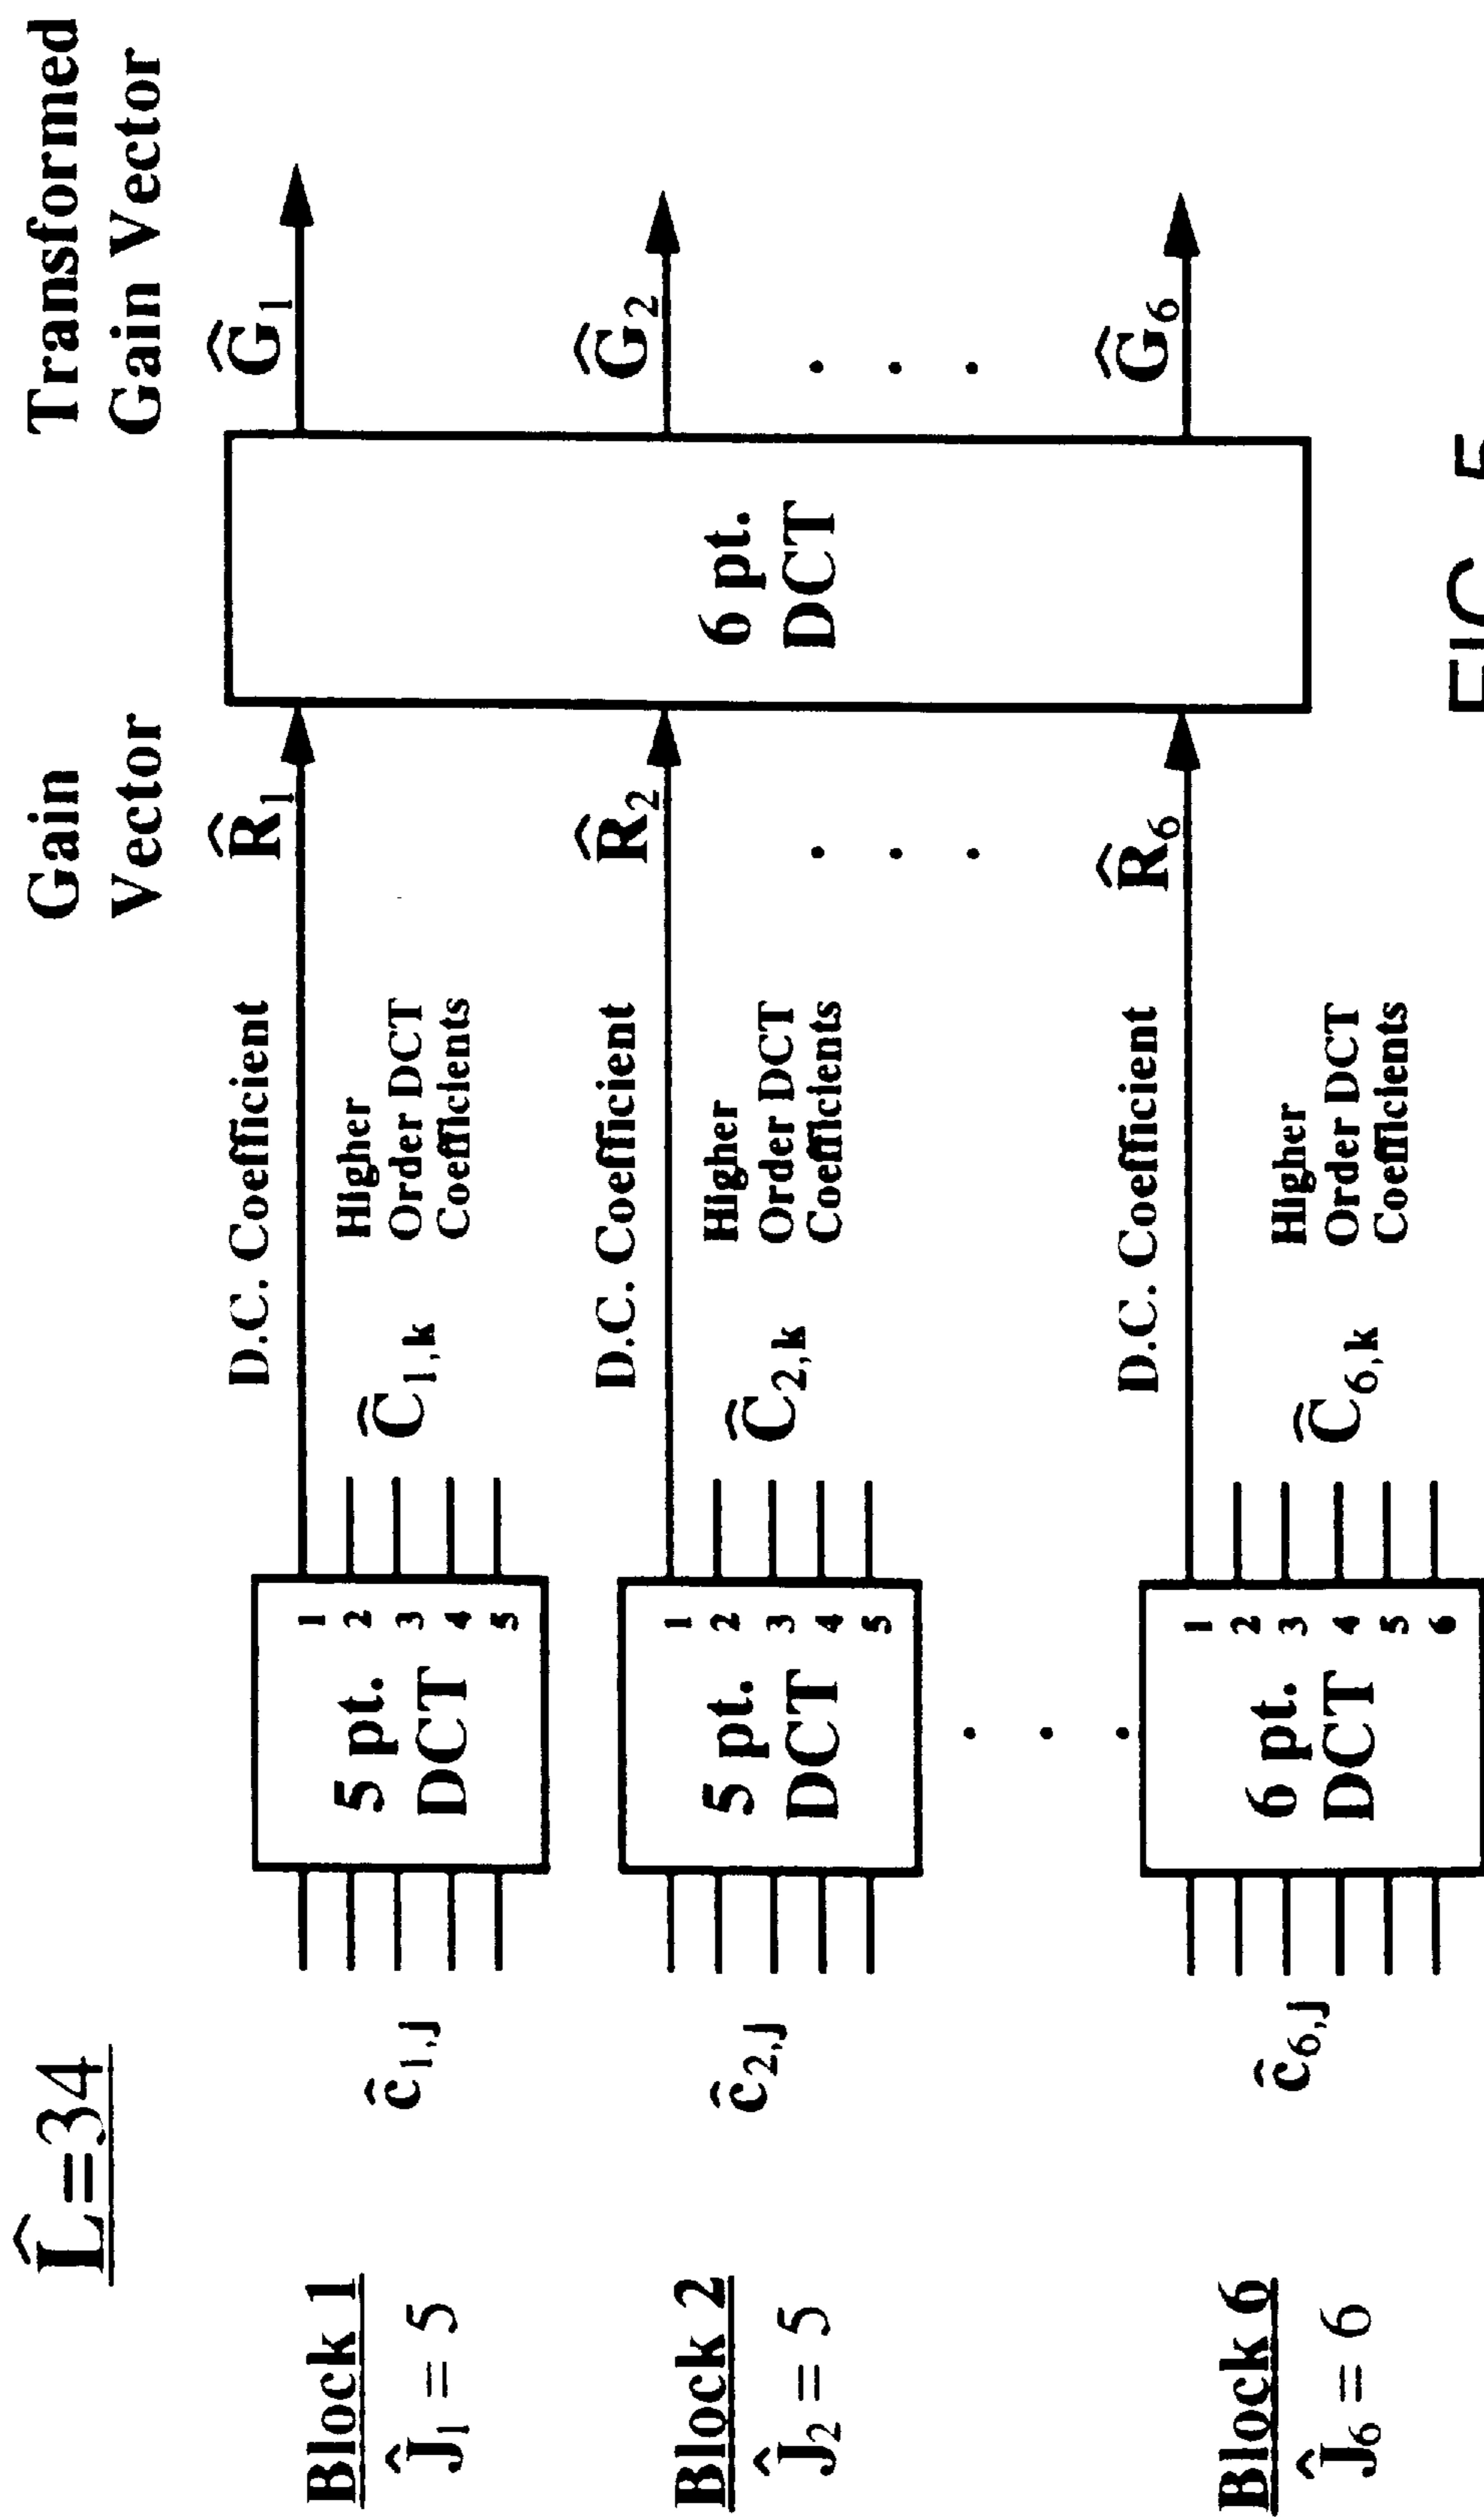 L̂=34
Gain
Vector
Transformed
Gain Vector
Block 1
Ĵ₁ = 5
ĉ₁,ⱼ
5 pt.
DCT
1
2
3
4
5
D.C. Coefficient
Ĉ₁,ₖ
Higher
Order DCT
Coefficients
R̂₁
Ĝ₁
Block 2
Ĵ₂ = 5
ĉ₂,ⱼ
5 pt.
DCT
1
2
3
4
5
D.C. Coefficient
Ĉ₂,ₖ
Higher
Order DCT
Coefficients
R̂₂
6 pt.
DCT
Ĝ₂
. . .
. . .
. . .
Block 6
Ĵ₆ = 6
ĉ₆,ⱼ
6 pt.
DCT
1
2
3
4
5
6
D.C. Coefficient
Ĉ₆,ₖ
Higher
Order DCT
Coefficients
R̂₆
Ĝ₆